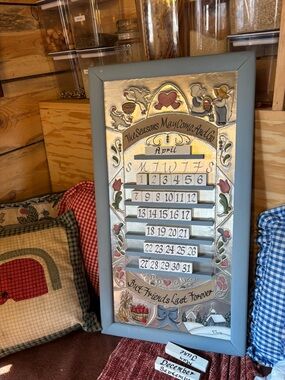 The Seasons May Come And Go
April
S M T W T F S
1 2 3 4 5 6
7 8 9 10 11 12
13 14 15 16 17
18 19 20 21
22 23 24 25 26
27 28 29 30 31
But Friends Last Forever
December